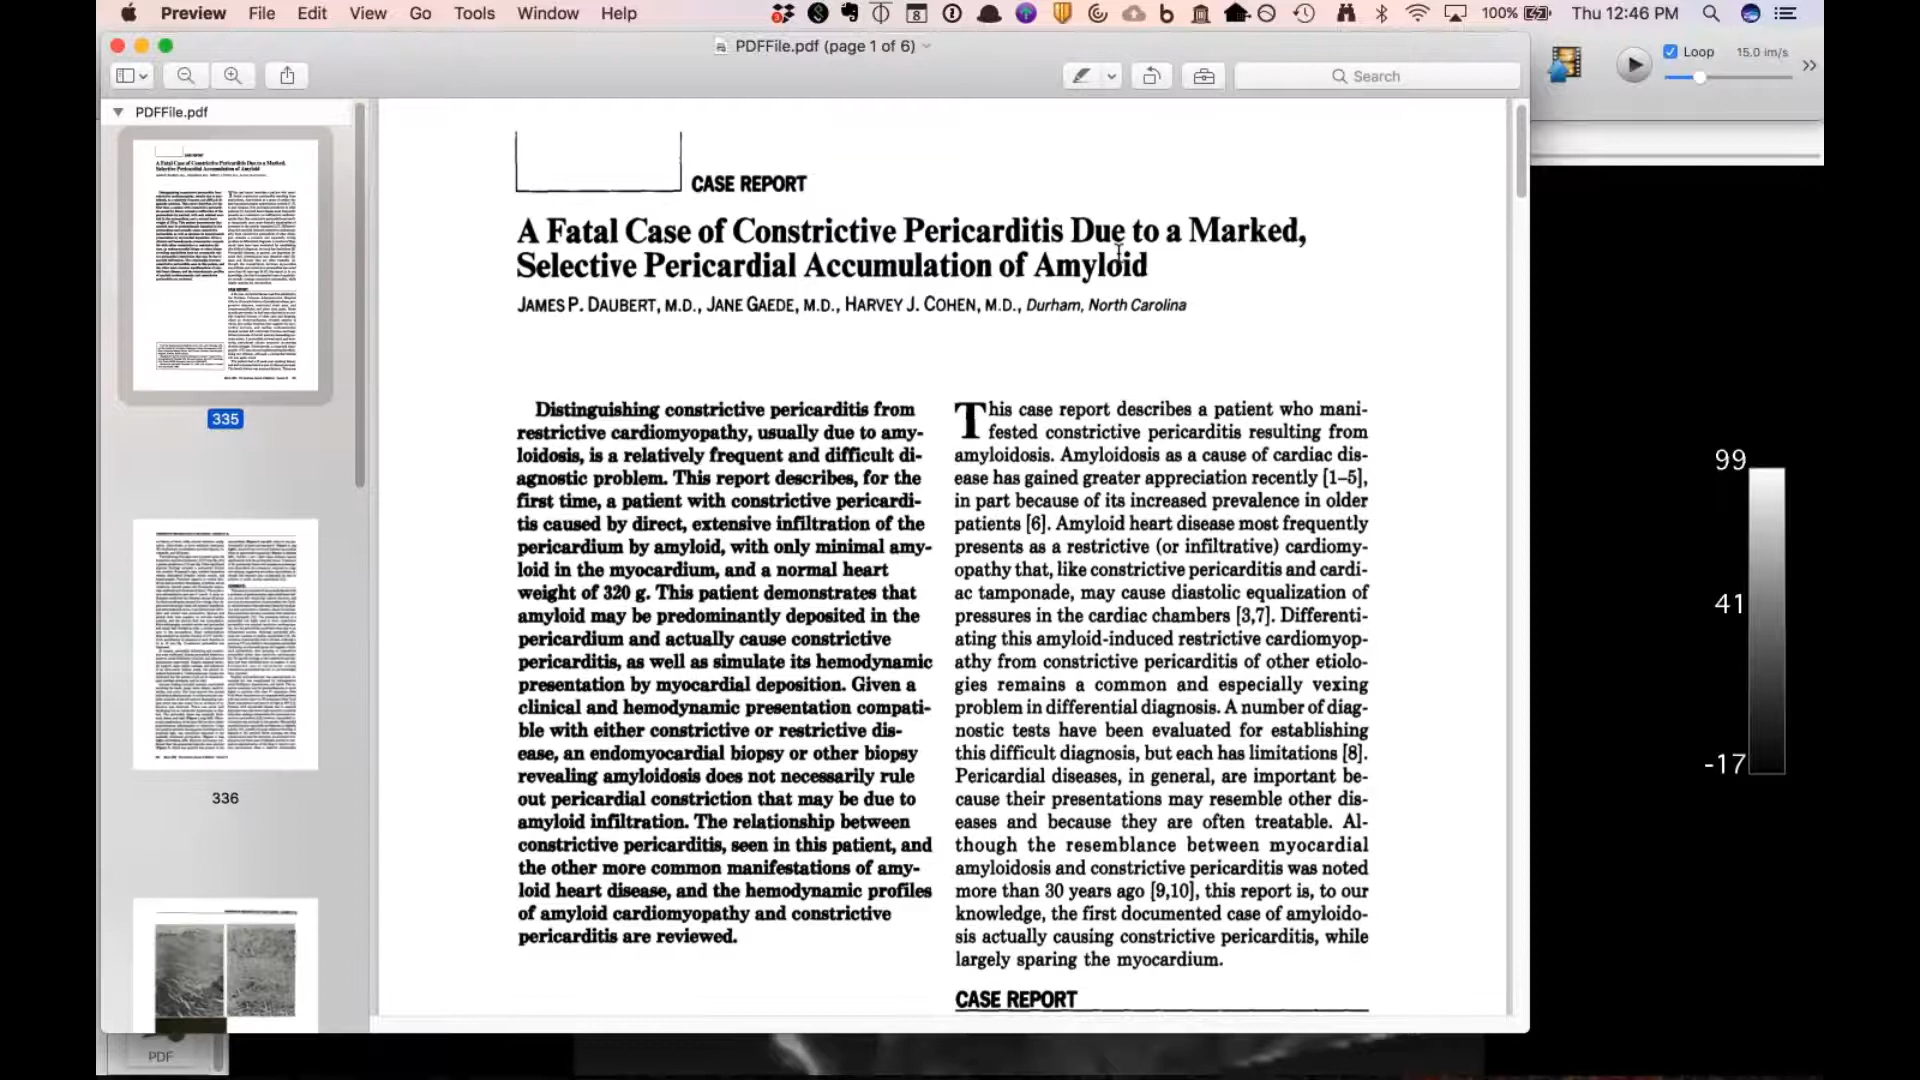 Preview File Edit View Go Tools Window Help 100% Thu 12:46 PM
PDFFile.pdf (page 1 of 6)
Search
Loop 15.0 im/s
PDFFile.pdf
335
336
PDF
CASE REPORT
A Fatal Case of Constrictive Pericarditis Due to a Marked,
Selective Pericardial Accumulation of Amyloid
JAMES P. DAUBERT, M.D., JANE GAEDE, M.D., HARVEY J. COHEN, M.D., Durham, North Carolina
Distinguishing constrictive pericarditis from
restrictive cardiomyopathy, usually due to amy-
loidosis, is a relatively frequent and difficult di-
agnostic problem. This report describes, for the
first time, a patient with constrictive pericardi-
tis caused by direct, extensive infiltration of the
pericardium by amyloid, with only minimal amy-
loid in the myocardium, and a normal heart
weight of 320 g. This patient demonstrates that
amyloid may be predominantly deposited in the
pericardium and actually cause constrictive
pericarditis, as well as simulate its hemodynamic
presentation by myocardial deposition. Given a
clinical and hemodynamic presentation compati-
ble with either constrictive or restrictive dis-
ease, an endomyocardial biopsy or other biopsy
revealing amyloidosis does not necessarily rule
out pericardial constriction that may be due to
amyloid infiltration. The relationship between
constrictive pericarditis, seen in this patient, and
the other more common manifestations of amy-
loid heart disease, and the hemodynamic profiles
of amyloid cardiomyopathy and constrictive
pericarditis are reviewed.
This case report describes a patient who mani-
fested constrictive pericarditis resulting from
amyloidosis. Amyloidosis as a cause of cardiac dis-
ease has gained greater appreciation recently [1–5],
in part because of its increased prevalence in older
patients [6]. Amyloid heart disease most frequently
presents as a restrictive (or infiltrative) cardiomy-
opathy that, like constrictive pericarditis and cardi-
ac tamponade, may cause diastolic equalization of
pressures in the cardiac chambers [3,7]. Differenti-
ating this amyloid-induced restrictive cardiomyop-
athy from constrictive pericarditis of other etiolo-
gies remains a common and especially vexing
problem in differential diagnosis. A number of diag-
nostic tests have been evaluated for establishing
this difficult diagnosis, but each has limitations [8].
Pericardial diseases, in general, are important be-
cause their presentations may resemble other dis-
eases and because they are often treatable. Al-
though the resemblance between myocardial
amyloidosis and constrictive pericarditis was noted
more than 30 years ago [9,10], this report is, to our
knowledge, the first documented case of amyloido-
sis actually causing constrictive pericarditis, while
largely sparing the myocardium.
CASE REPORT
99
41
-17